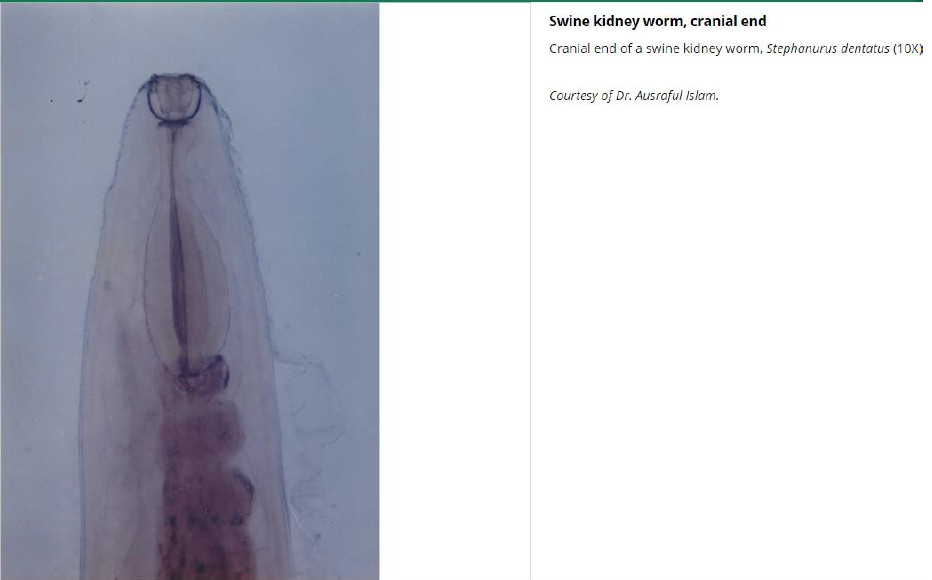 Swine kidney worm, cranial end
Cranial end of a swine kidney worm, Stephanurus dentatus (10X)
Courtesy of Dr. Ausraful Islam.